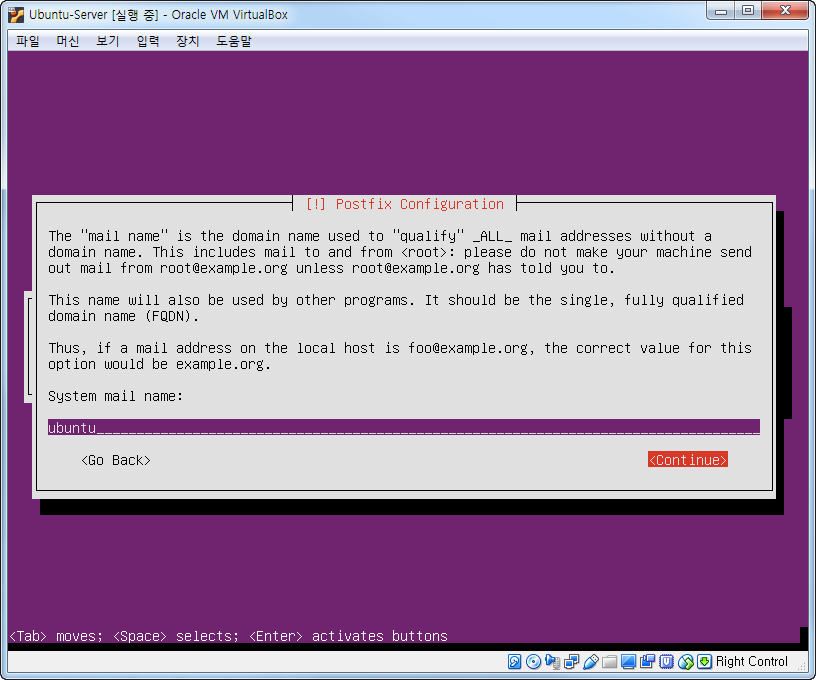 Ubuntu-Server [실행 중] - Oracle VM VirtualBox
파일 머신 보기 입력 장치 도움말
[!] Postfix Configuration
The "mail name" is the domain name used to "qualify" _ALL_ mail addresses without a
domain name. This includes mail to and from <root>: please do not make your machine send
out mail from root@example.org unless root@example.org has told you to.
This name will also be used by other programs. It should be the single, fully qualified
domain name (FQDN).
Thus, if a mail address on the local host is foo@example.org, the correct value for this
option would be example.org.
System mail name:
ubuntu
<Go Back> <Continue>
<Tab> moves; <Space> selects; <Enter> activates buttons
Right Control